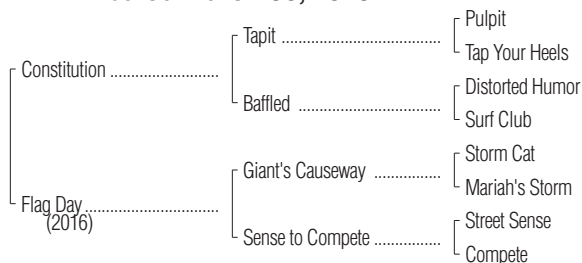 Pulpit
Tapit ..........................................
Tap Your Heels
Constitution .............................
Distorted Humor
Baffled ......................................
Surf Club
Storm Cat
Giant's Causeway ...................
Mariah's Storm
Flag Day ....................................
(2016)
Street Sense
Sense to Compete ..................
Compete